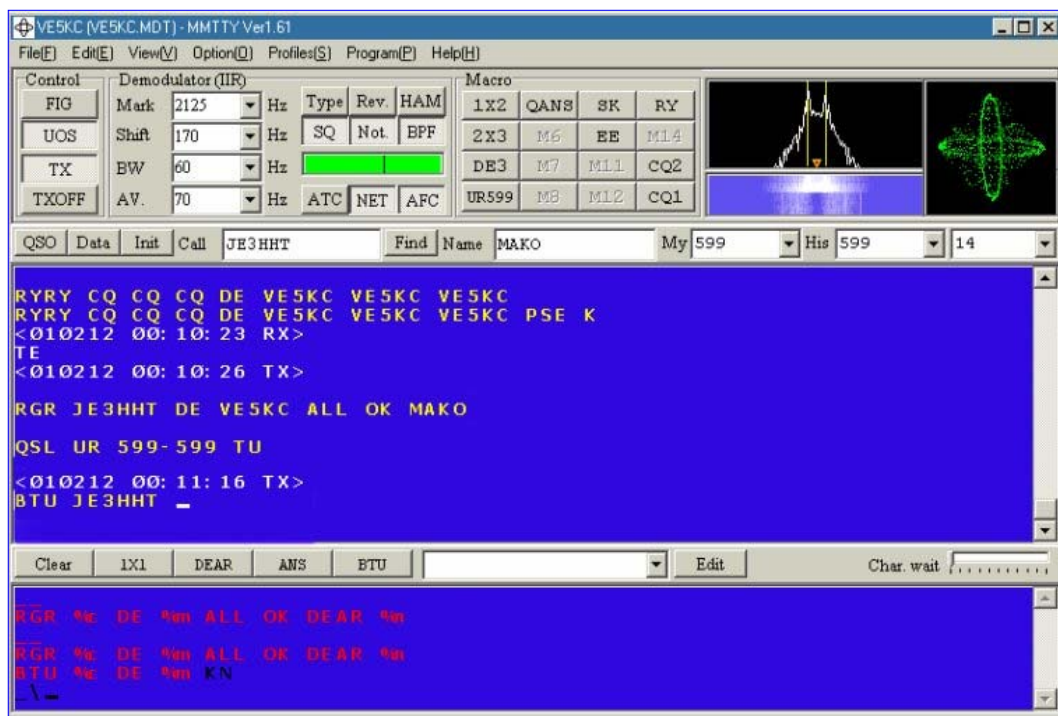 VE5KC (VE5KC.MDT) - MMTTY Ver1.61
File(F) Edit(E) View(V) Option(O) Profiles(S) Program(P) Help(H)
Control Demodulator (IIR) Macro
FIG Mark 2125 Hz Type Rev. HAM 1X2 QANS SK RY
UOS Shift 170 Hz SQ Not. BPF 2X3 M6 EE M14
TX BW 60 Hz DE3 M7 M11 CQ2
TXOFF AV. 70 Hz ATC NET AFC UR599 M8 M12 CQ1
QSO Data Init Call JE3HHT Find Name MAKO My 599 His 599 14
RYRY CQ CQ CQ DE VE5KC VE5KC VE5KC
RYRY CQ CQ CQ DE VE5KC VE5KC VE5KC PSE K
<010212 00:10:23 RX>
TE
<010212 00:10:26 TX>
RGR JE3HHT DE VE5KC ALL OK MAKO
QSL UR 599-599 TU
<010212 00:11:16 TX>
BTU JE3HHT _
Clear 1X1 DEAR ANS BTU Edit Char. wait
RGR %c DE %m ALL OK DEAR %n
RGR %c DE %m ALL OK DEAR %n
BTU %c DE %m KN
_\_